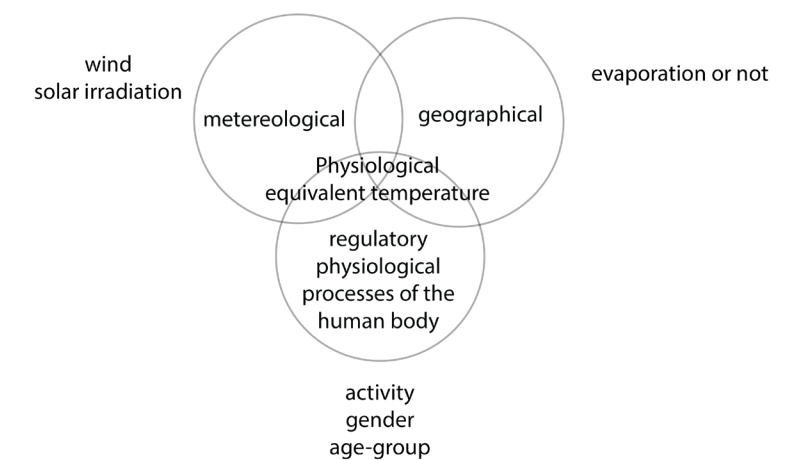 wind
solar irradiation
evaporation or not
metereological
geographical
Physiological
equivalent temperature
regulatory
physiological
processes of the
human body
activity
gender
age-group